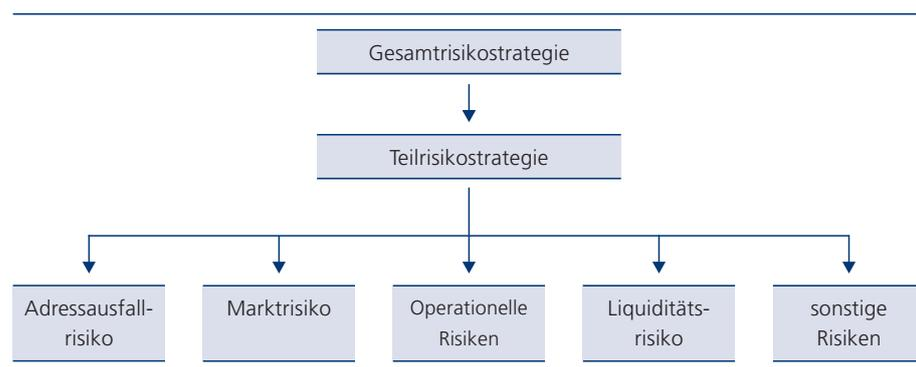 Gesamtrisikostrategie
Teilrisikostrategie
Adressausfall-
risiko
Marktrisiko
Operationelle
Risiken
Liquiditäts-
risiko
sonstige
Risiken